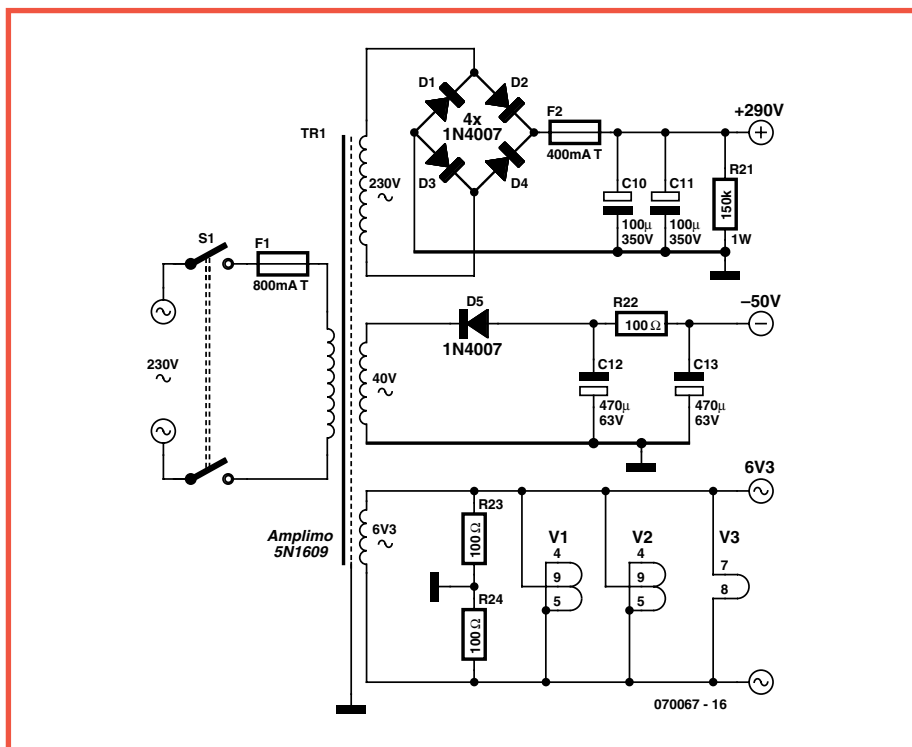 TR1
D1
D2
4x
1N4007
D3
D4
F2
400mA T
+290V
R21
150k
1W
C10
100µ
350V
C11
100µ
350V
230V
S1
F1
800mA T
230V
D5
1N4007
R22
100Ω
−50V
40V
C12
470µ
63V
C13
470µ
63V
6V3
6V3
R23
100Ω
R24
100Ω
V1
4
9
5
V2
4
9
5
V3
7
8
Amplimo
5N1609
070067 - 16